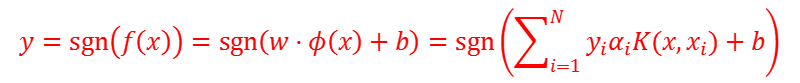 y = sgn(f(x)) = sgn(w · ϕ(x) + b) = sgn(∑_{i=1}^{N} y_i α_i K(x, x_i) + b)